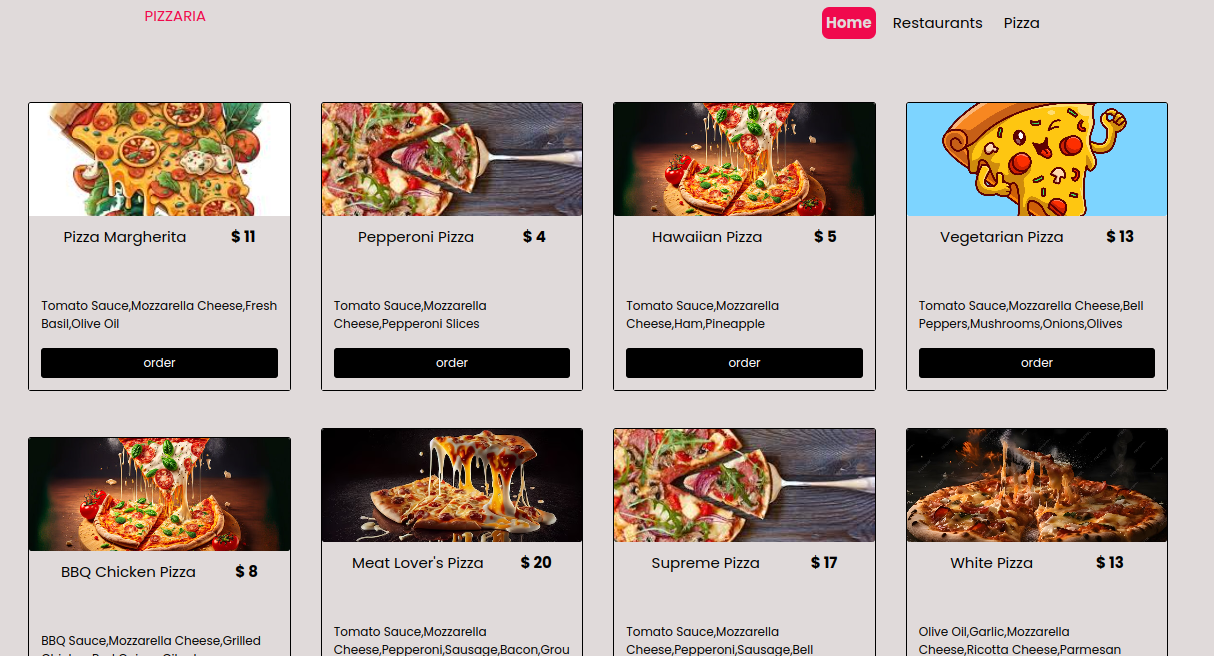 PIZZARIA
Home Restaurants Pizza
Pizza Margherita $ 11
Tomato Sauce,Mozzarella Cheese,Fresh
Basil,Olive Oil
order
Pepperoni Pizza $ 4
Tomato Sauce,Mozzarella
Cheese,Pepperoni Slices
order
Hawaiian Pizza $ 5
Tomato Sauce,Mozzarella
Cheese,Ham,Pineapple
order
Vegetarian Pizza $ 13
Tomato Sauce,Mozzarella Cheese,Bell
Peppers,Mushrooms,Onions,Olives
order
BBQ Chicken Pizza $ 8
BBQ Sauce,Mozzarella Cheese,Grilled
Meat Lover's Pizza $ 20
Tomato Sauce,Mozzarella
Cheese,Pepperoni,Sausage,Bacon,Grou
Supreme Pizza $ 17
Tomato Sauce,Mozzarella
Cheese,Pepperoni,Sausage,Bell
White Pizza $ 13
Olive Oil,Garlic,Mozzarella
Cheese,Ricotta Cheese,Parmesan